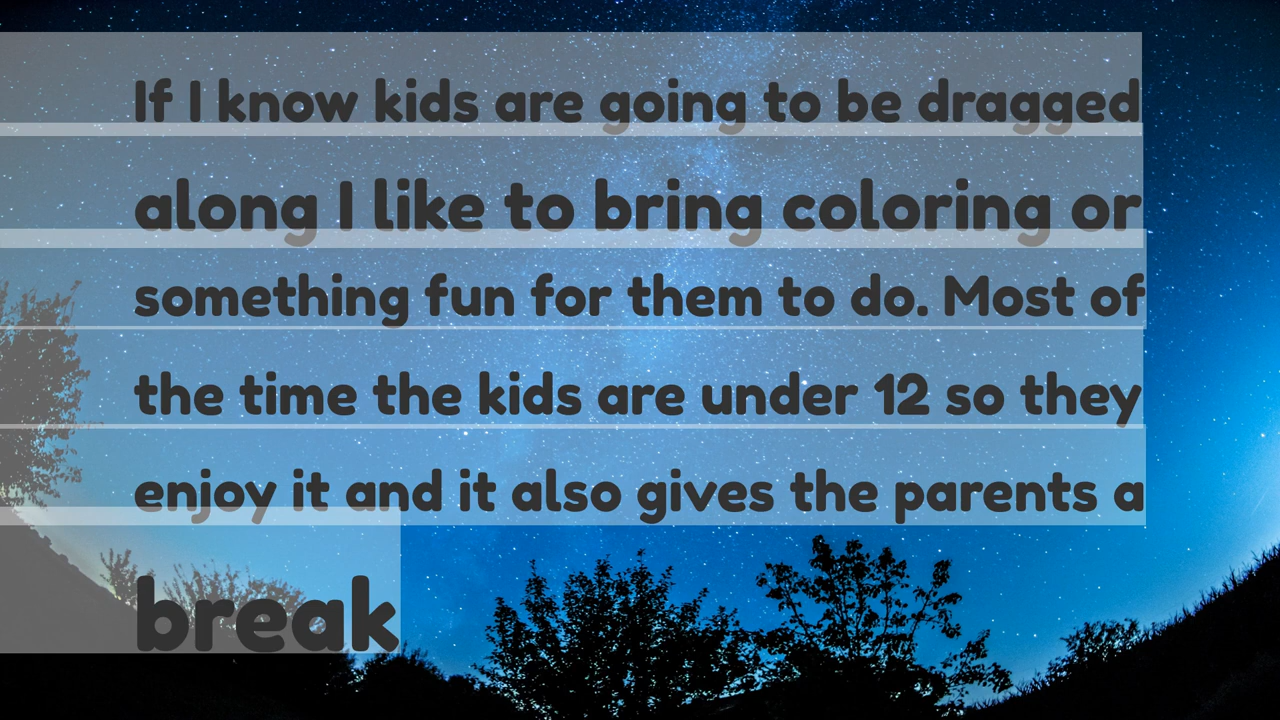 If I know kids are going to be dragged
along I like to bring coloring or
something fun for them to do. Most of
the time the kids are under 12 so they
enjoy it and it also gives the parents a
break